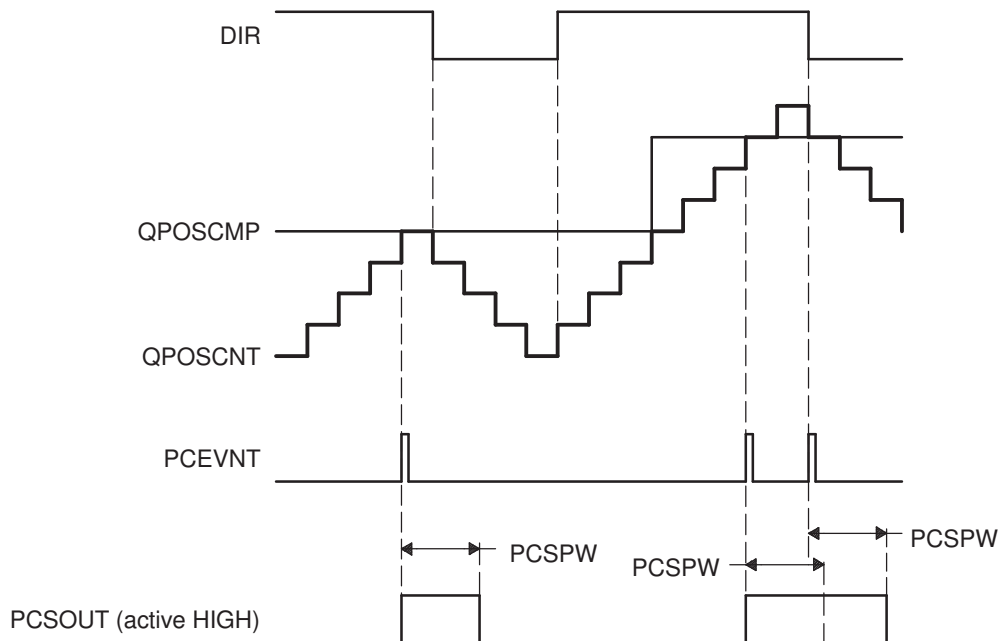 DIR
QPOSCMP
QPOSCNT
PCEVNT
PCSPW
PCSPW
PCSPW
PCSOUT (active HIGH)